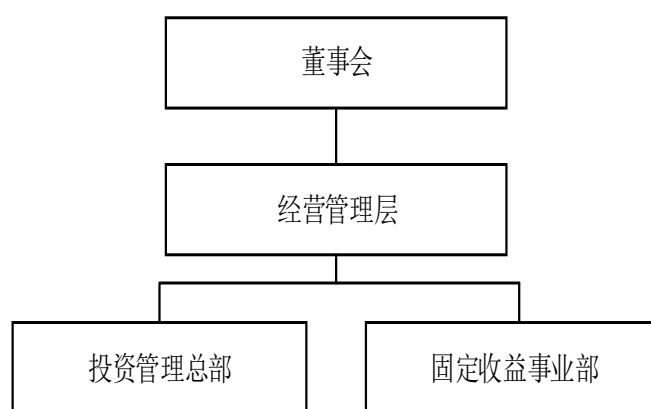 董事会
经营管理层
投资管理总部
固定收益事业部